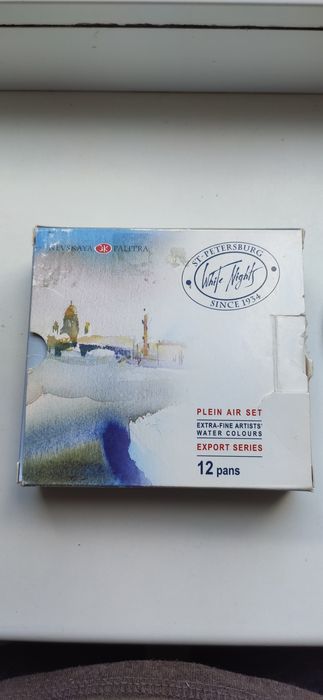 NEVSKAYA PALITRA
ST-PETERSBURG
White Nights
SINCE 1934
PLEIN AIR SET
EXTRA-FINE ARTISTS'
WATER COLOURS
EXPORT SERIES
12 pans